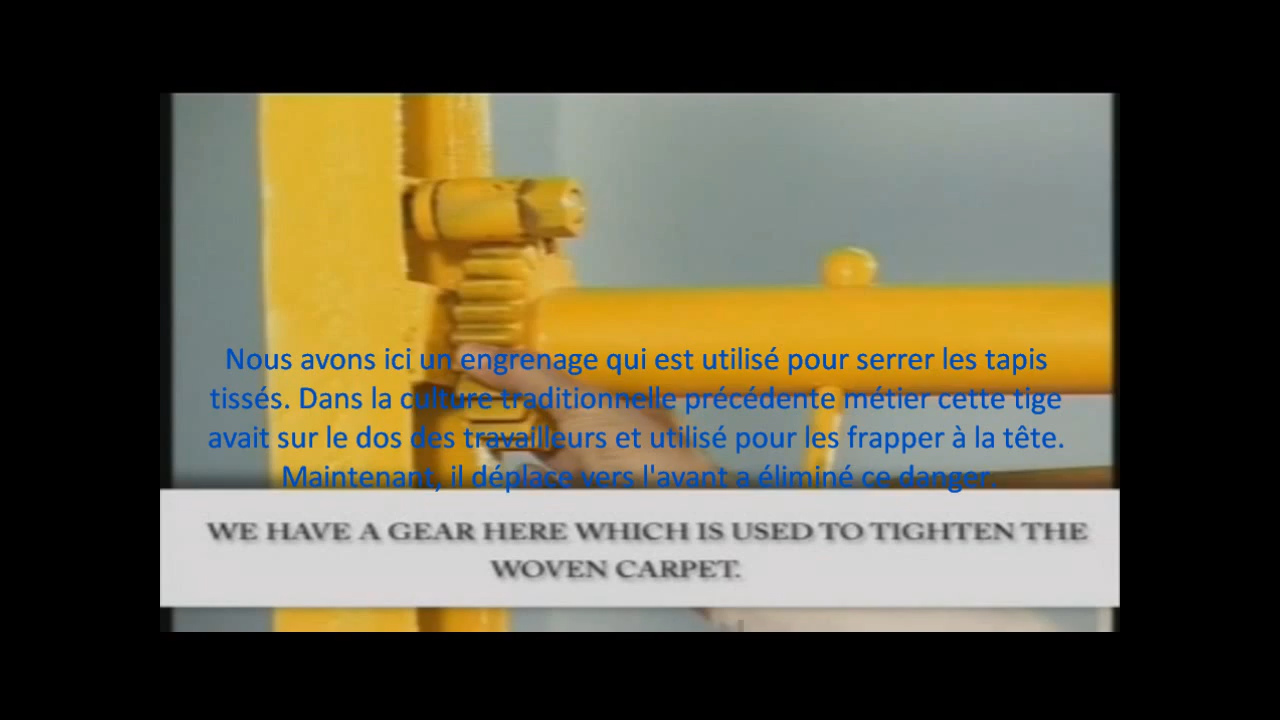 Nous avons ici un engrenage qui est utilisé pour serrer les tapis
tissés. Dans la culture traditionnelle précédente métier cette tige
avait sur le dos des travailleurs et utilisé pour les frapper à la tête.
Maintenant, il déplace vers l'avant a éliminé ce danger.
WE HAVE A GEAR HERE WHICH IS USED TO TIGHTEN THE
WOVEN CARPET.